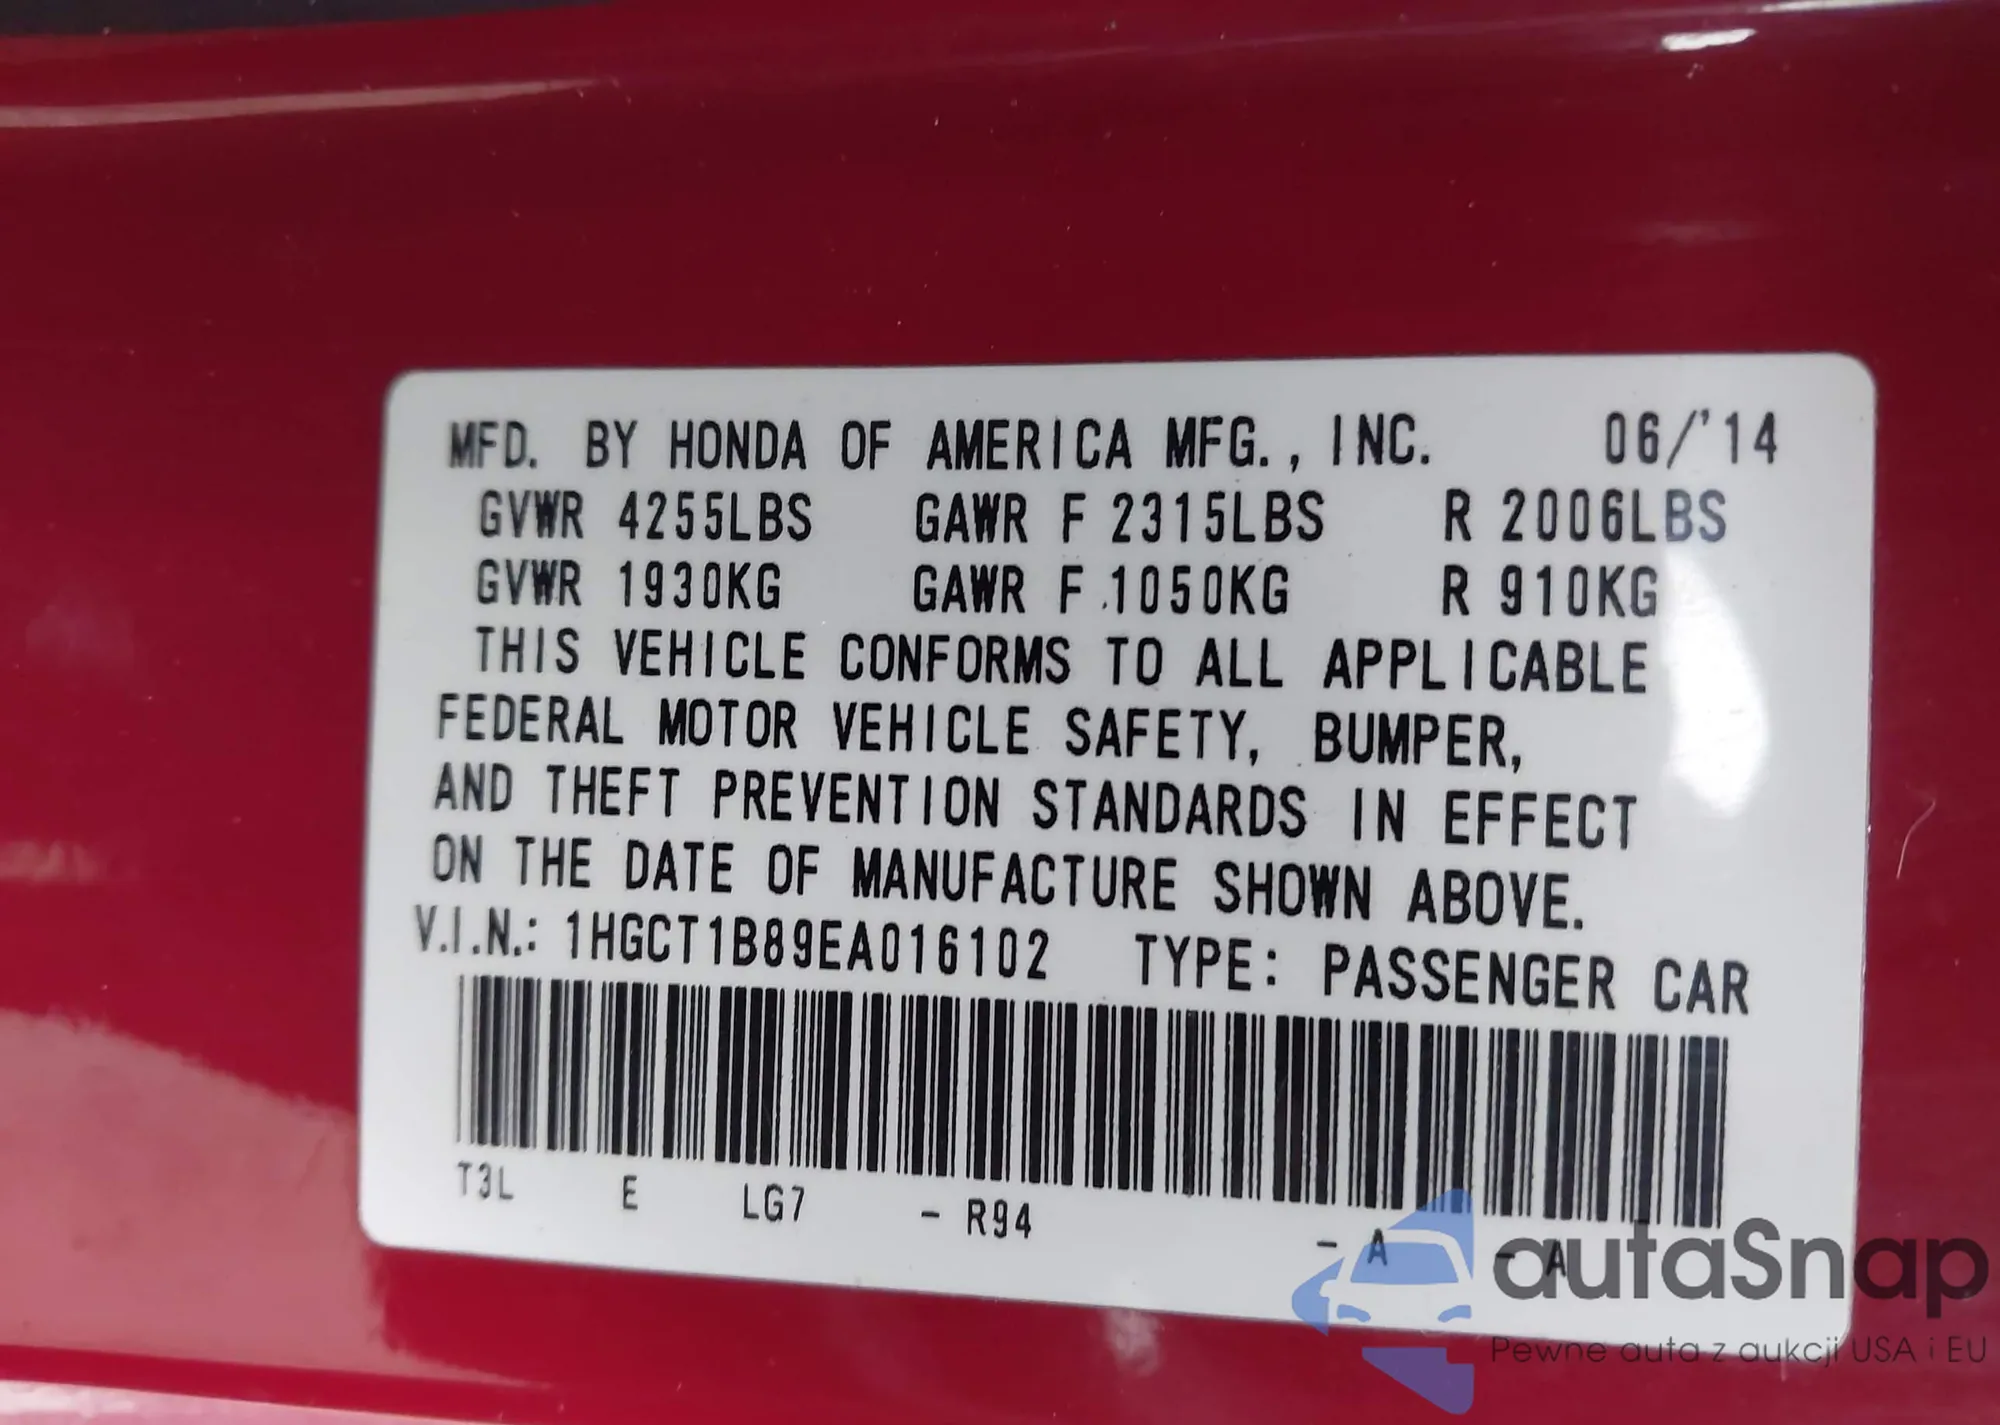 MFD. BY HONDA OF AMERICA MFG., INC. 06/'14
GVWR 4255LBS GAWR F 2315LBS R 2006LBS
GVWR 1930KG GAWR F 1050KG R 910KG
THIS VEHICLE CONFORMS TO ALL APPLICABLE
FEDERAL MOTOR VEHICLE SAFETY, BUMPER,
AND THEFT PREVENTION STANDARDS IN EFFECT
ON THE DATE OF MANUFACTURE SHOWN ABOVE.
V.I.N.: 1HGCT1B89EA016102 TYPE: PASSENGER CAR
T3L E LG7 - R94 - A - A
autaSnap
Pewne auta z aukcji USA i EU